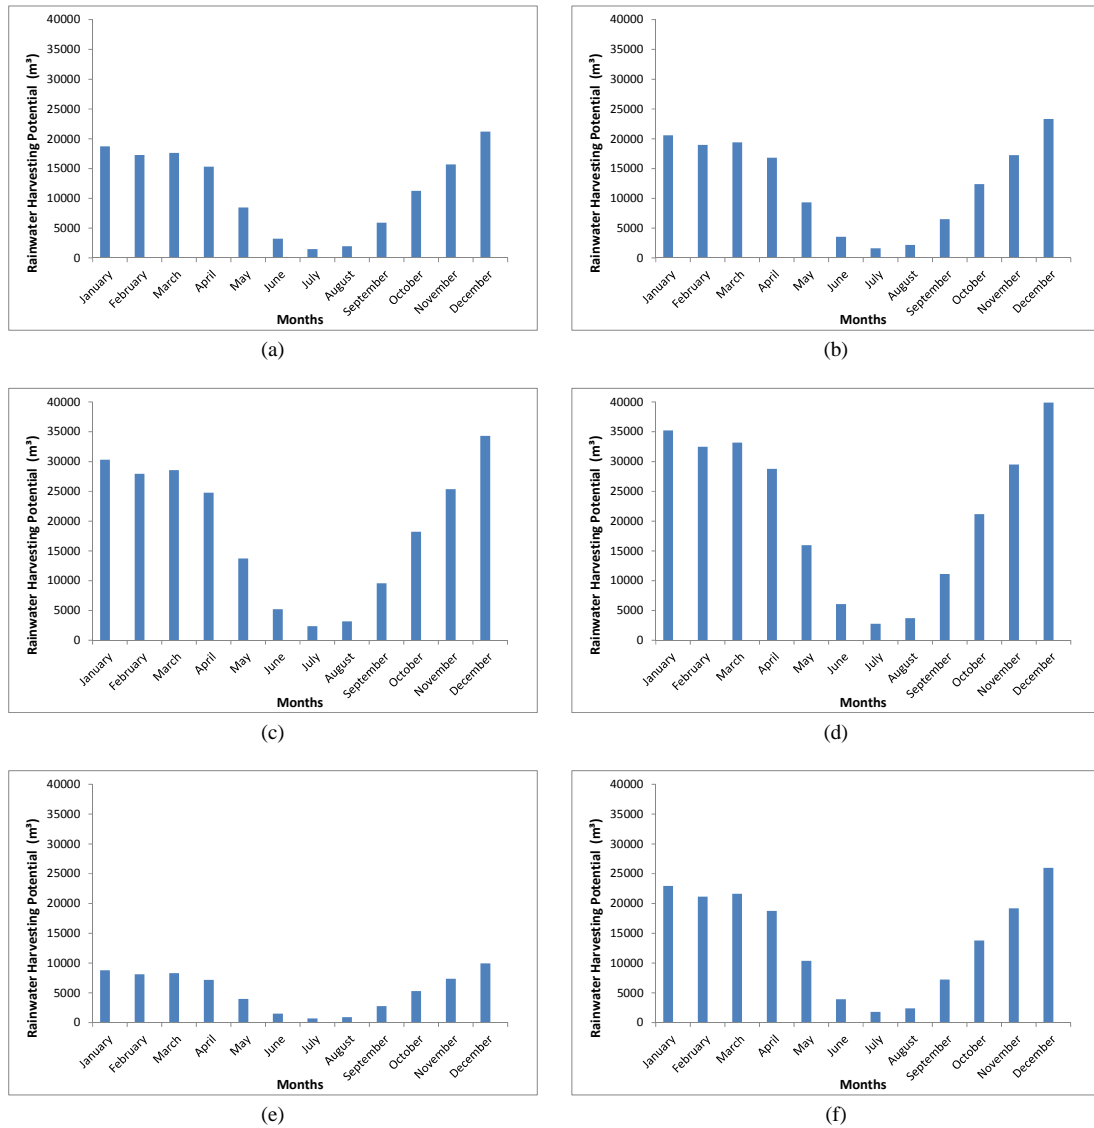 40000
35000
30000
25000
20000
15000
10000
5000
0
Rainwater Harvesting Potential (m³)
January
February
March
April
May
June
July
August
September
October
November
December
Months
(a)
40000
35000
30000
25000
20000
15000
10000
5000
0
Rainwater Harvesting Potential (m³)
January
February
March
April
May
June
July
August
September
October
November
December
Months
(b)
40000
35000
30000
25000
20000
15000
10000
5000
0
Rainwater Harvesting Potential (m³)
January
February
March
April
May
June
July
August
September
October
November
December
Months
(c)
40000
35000
30000
25000
20000
15000
10000
5000
0
Rainwater Harvesting Potential (m³)
January
February
March
April
May
June
July
August
September
October
November
December
Months
(d)
40000
35000
30000
25000
20000
15000
10000
5000
0
Rainwater Harvesting Potential (m³)
January
February
March
April
May
June
July
August
September
October
November
December
Months
(e)
40000
35000
30000
25000
20000
15000
10000
5000
0
Rainwater Harvesting Potential (m³)
January
February
March
April
May
June
July
August
September
October
November
December
Months
(f)